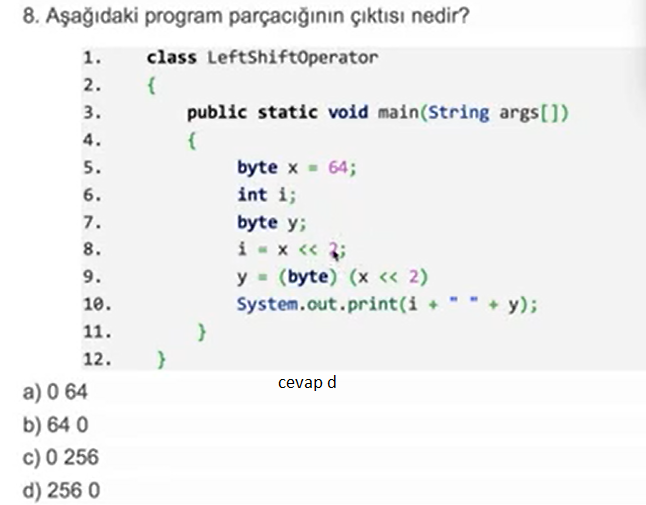 8. Aşağıdaki program parçacığının çıktısı nedir?
1. class LeftShiftOperator
2. {
3. public static void main(String args[])
4. {
5. byte x = 64;
6. int i;
7. byte y;
8. i = x << 2;
9. y = (byte) (x << 2)
10. System.out.print(i + " " + y);
11. }
12. }
cevap d
a) 0 64
b) 64 0
c) 0 256
d) 256 0